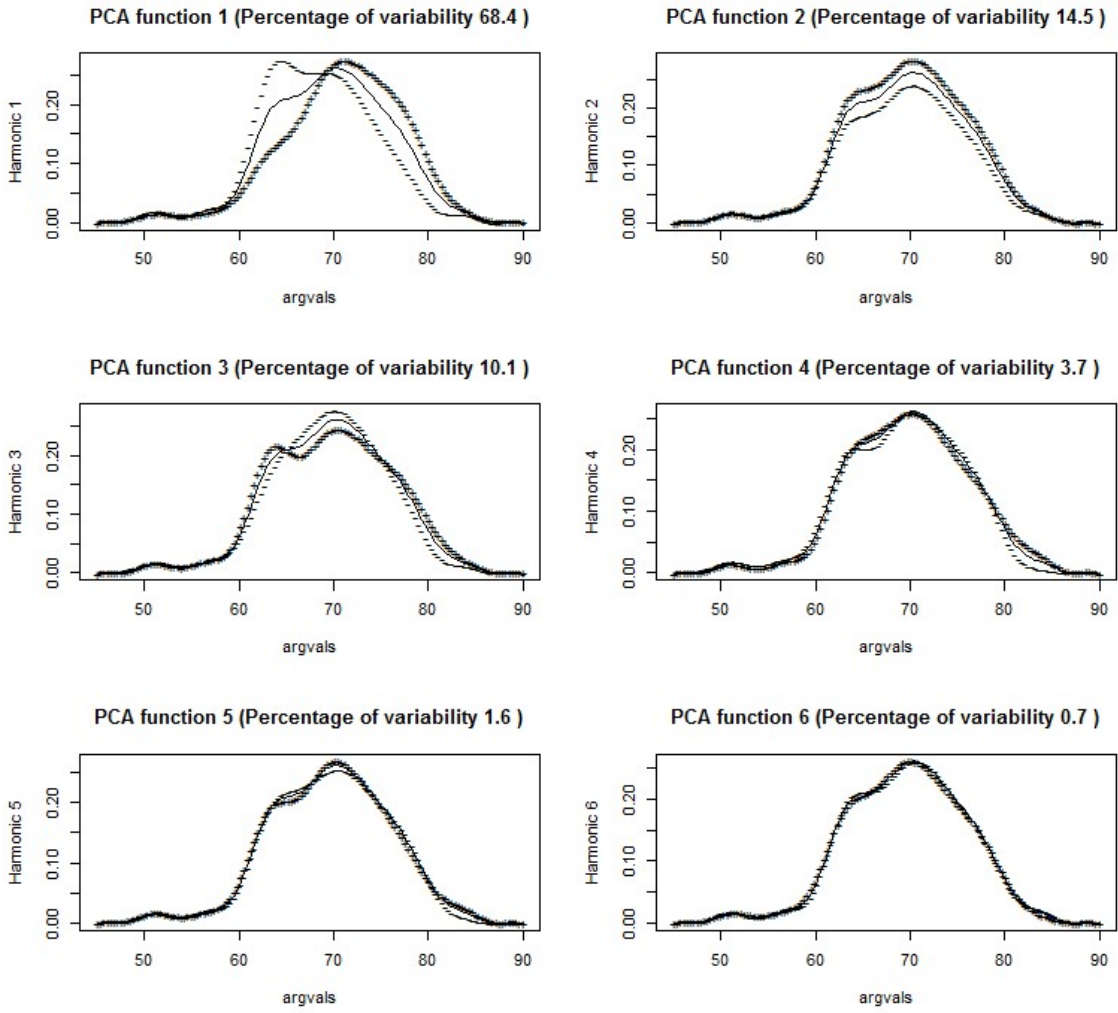 PCA function 1 (Percentage of variability 68.4 )
Harmonic 1
0.00 0.10 0.20
50 60 70 80 90
argvals
PCA function 2 (Percentage of variability 14.5 )
Harmonic 2
0.00 0.10 0.20
50 60 70 80 90
argvals
PCA function 3 (Percentage of variability 10.1 )
Harmonic 3
0.00 0.10 0.20
50 60 70 80 90
argvals
PCA function 4 (Percentage of variability 3.7 )
Harmonic 4
0.00 0.10 0.20
50 60 70 80 90
argvals
PCA function 5 (Percentage of variability 1.6 )
Harmonic 5
0.00 0.10 0.20
50 60 70 80 90
argvals
PCA function 6 (Percentage of variability 0.7 )
Harmonic 6
0.00 0.10 0.20
50 60 70 80 90
argvals